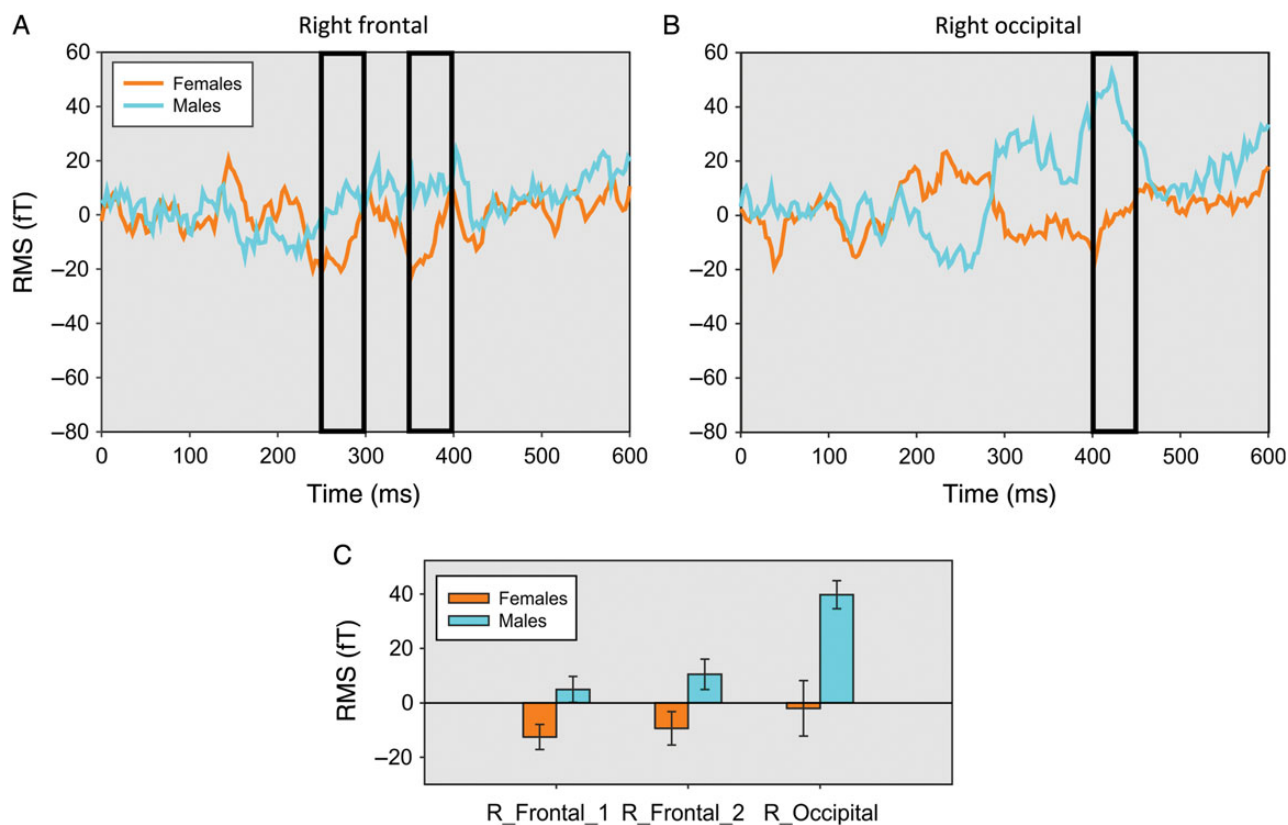 A
Right frontal
60
40
20
0
–20
–40
–60
–80
RMS (fT)
Females
Males
0 100 200 300 400 500 600
Time (ms)
B
Right occipital
60
40
20
0
–20
–40
–60
–80
0 100 200 300 400 500 600
Time (ms)
C
40
20
0
–20
RMS (fT)
Females
Males
R_Frontal_1 R_Frontal_2 R_Occipital